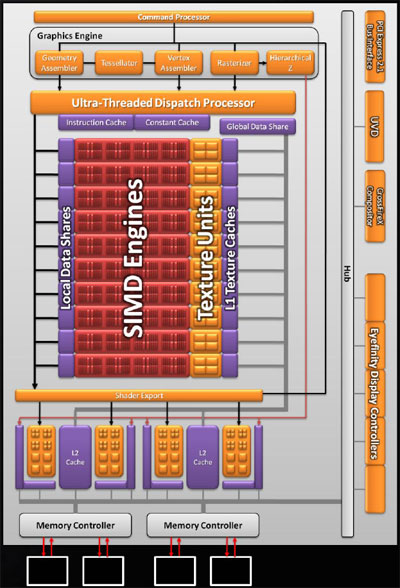 Command Processor
Graphics Engine
Geometry
Assembler
Tessellator
Vertex
Assembler
Rasterizer
Hierarchical
Z
Ultra-Threaded Dispatch Processor
Instruction Cache
Constant Cache
Global Data Share
Local Data Shares
SIMD Engines
Texture Units
L1 Texture Caches
Shader Export
L2
Cache
L2
Cache
Memory Controller
Memory Controller
Hub
PCI Express 2.1
Bus Interface
UVD
CrossFireX
Compositor
Eyefinity Display Controllers